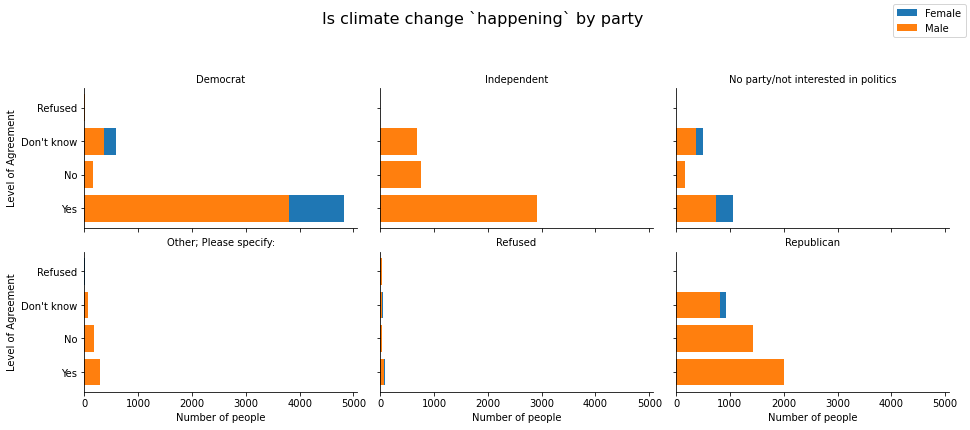 Is climate change `happening` by party
Female
Male
Democrat
Independent
No party/not interested in politics
Level of Agreement
Refused
Don't know
No
Yes
Other; Please specify:
Refused
Republican
Level of Agreement
Refused
Don't know
No
Yes
0 1000 2000 3000 4000 5000
0 1000 2000 3000 4000 5000
0 1000 2000 3000 4000 5000
Number of people
Number of people
Number of people